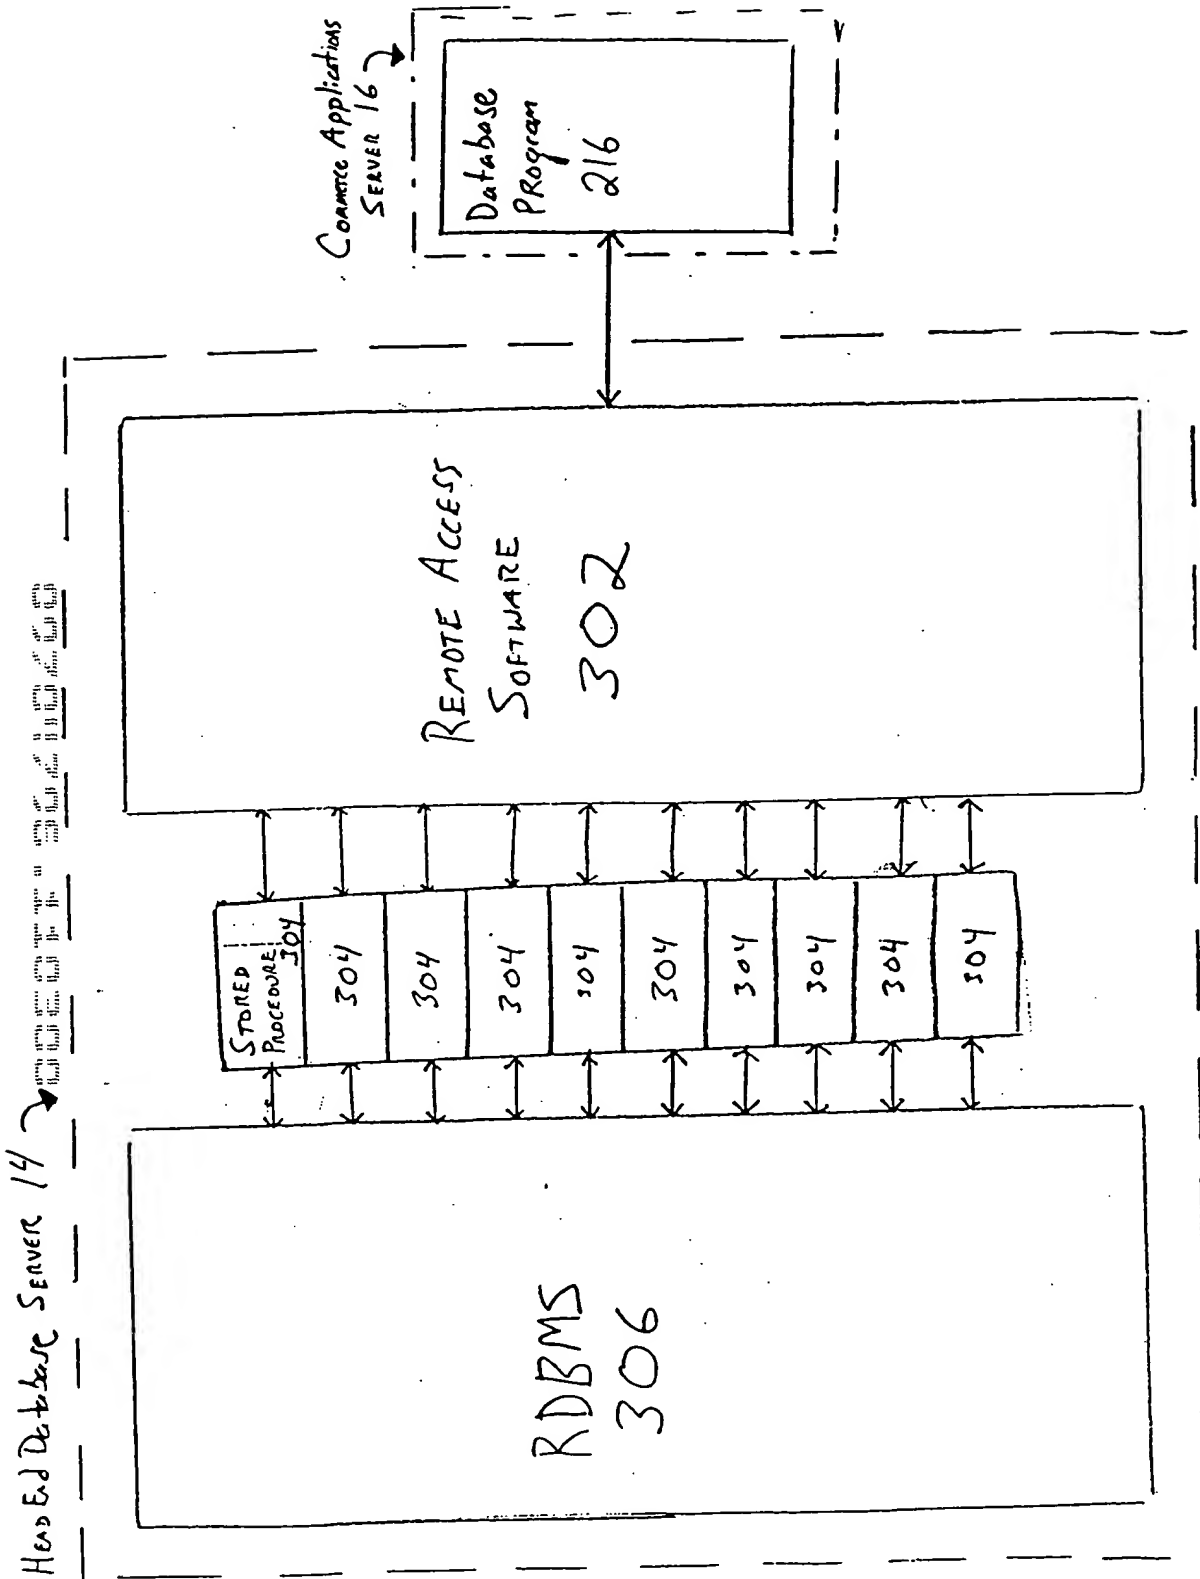 Head End Database Server 14
Commerce Applications
Server 16
Database
Program
216
Remote Access
Software
302
Stored
Procedure
304
304
304
304
304
304
304
304
304
304
RDBMS
306